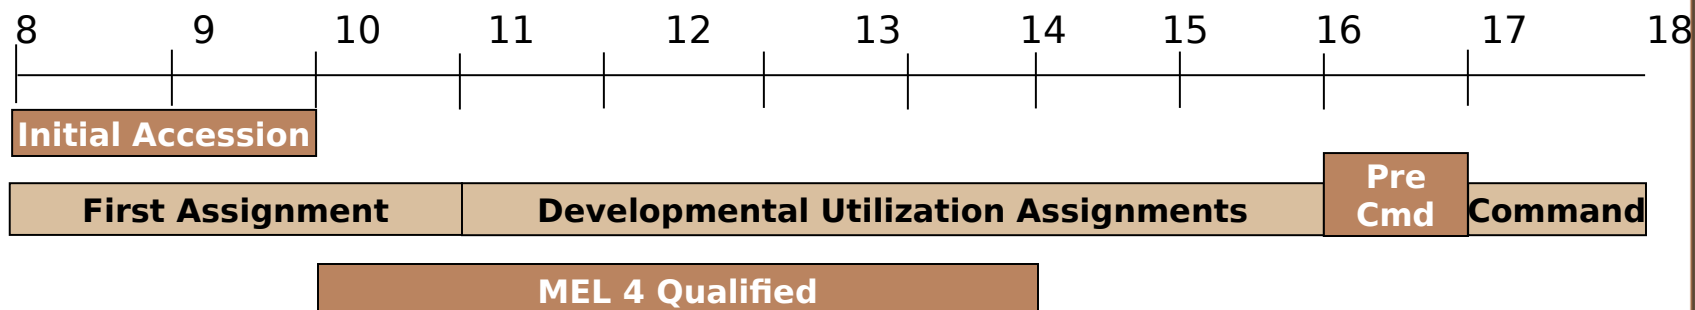 8 9 10 11 12 13 14 15 16 17 18
Initial Accession
Pre
Cmd
First Assignment Developmental Utilization Assignments Command
MEL 4 Qualified